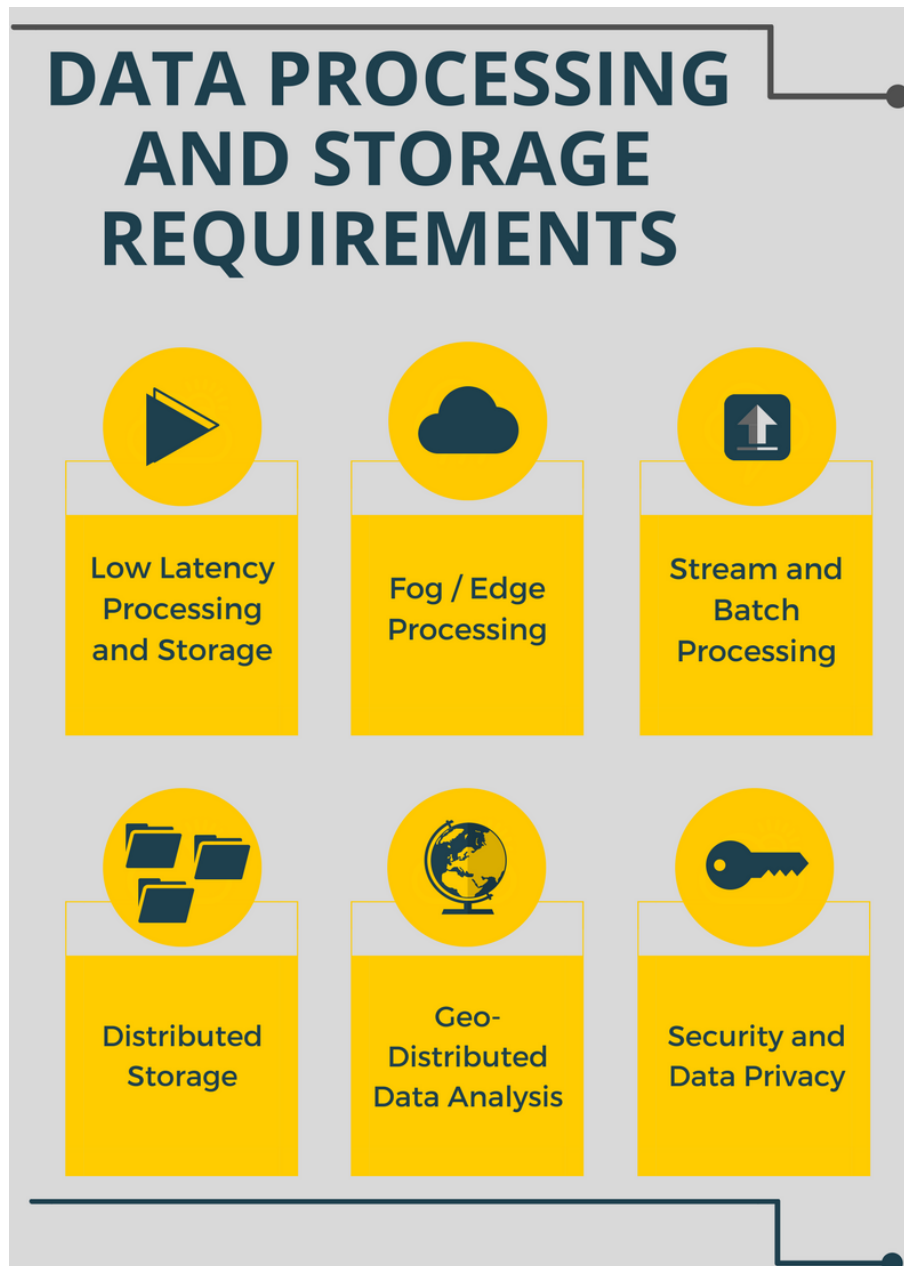 DATA PROCESSING
AND STORAGE
REQUIREMENTS
Low Latency
Processing
and Storage
Fog / Edge
Processing
Stream and
Batch
Processing
Distributed
Storage
Geo-
Distributed
Data Analysis
Security and
Data Privacy